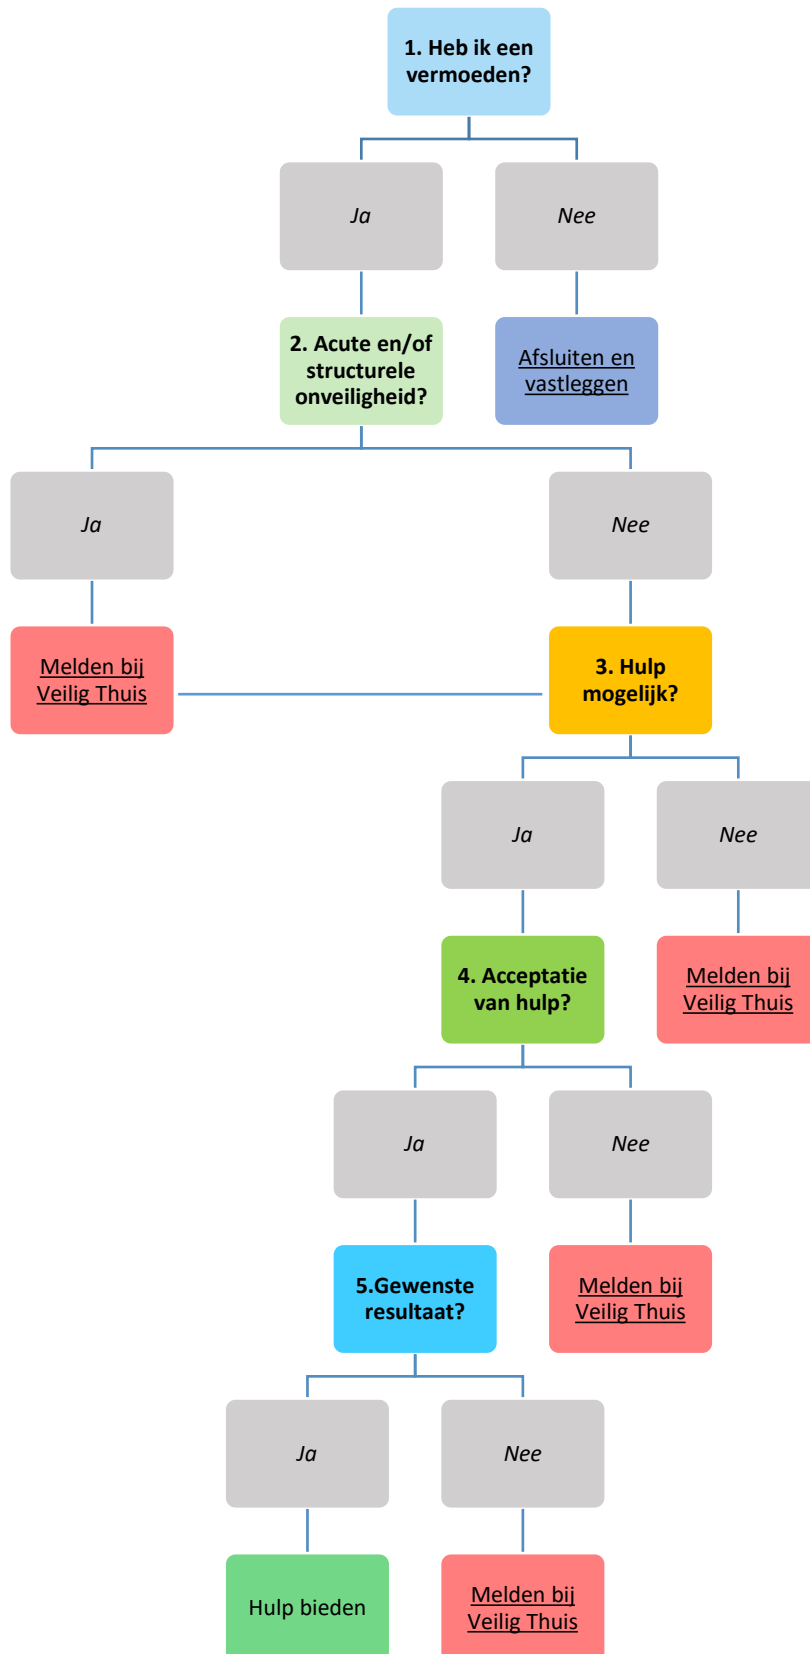 1. Heb ik een
vermoeden?
Ja
Nee
2. Acute en/of
structurele
onveiligheid?
Afsluiten en
vastleggen
Ja
Nee
Melden bij
Veilig Thuis
3. Hulp
mogelijk?
Ja
Nee
4. Acceptatie
van hulp?
Melden bij
Veilig Thuis
Ja
Nee
5.Gewenste
resultaat?
Melden bij
Veilig Thuis
Ja
Nee
Hulp bieden
Melden bij
Veilig Thuis